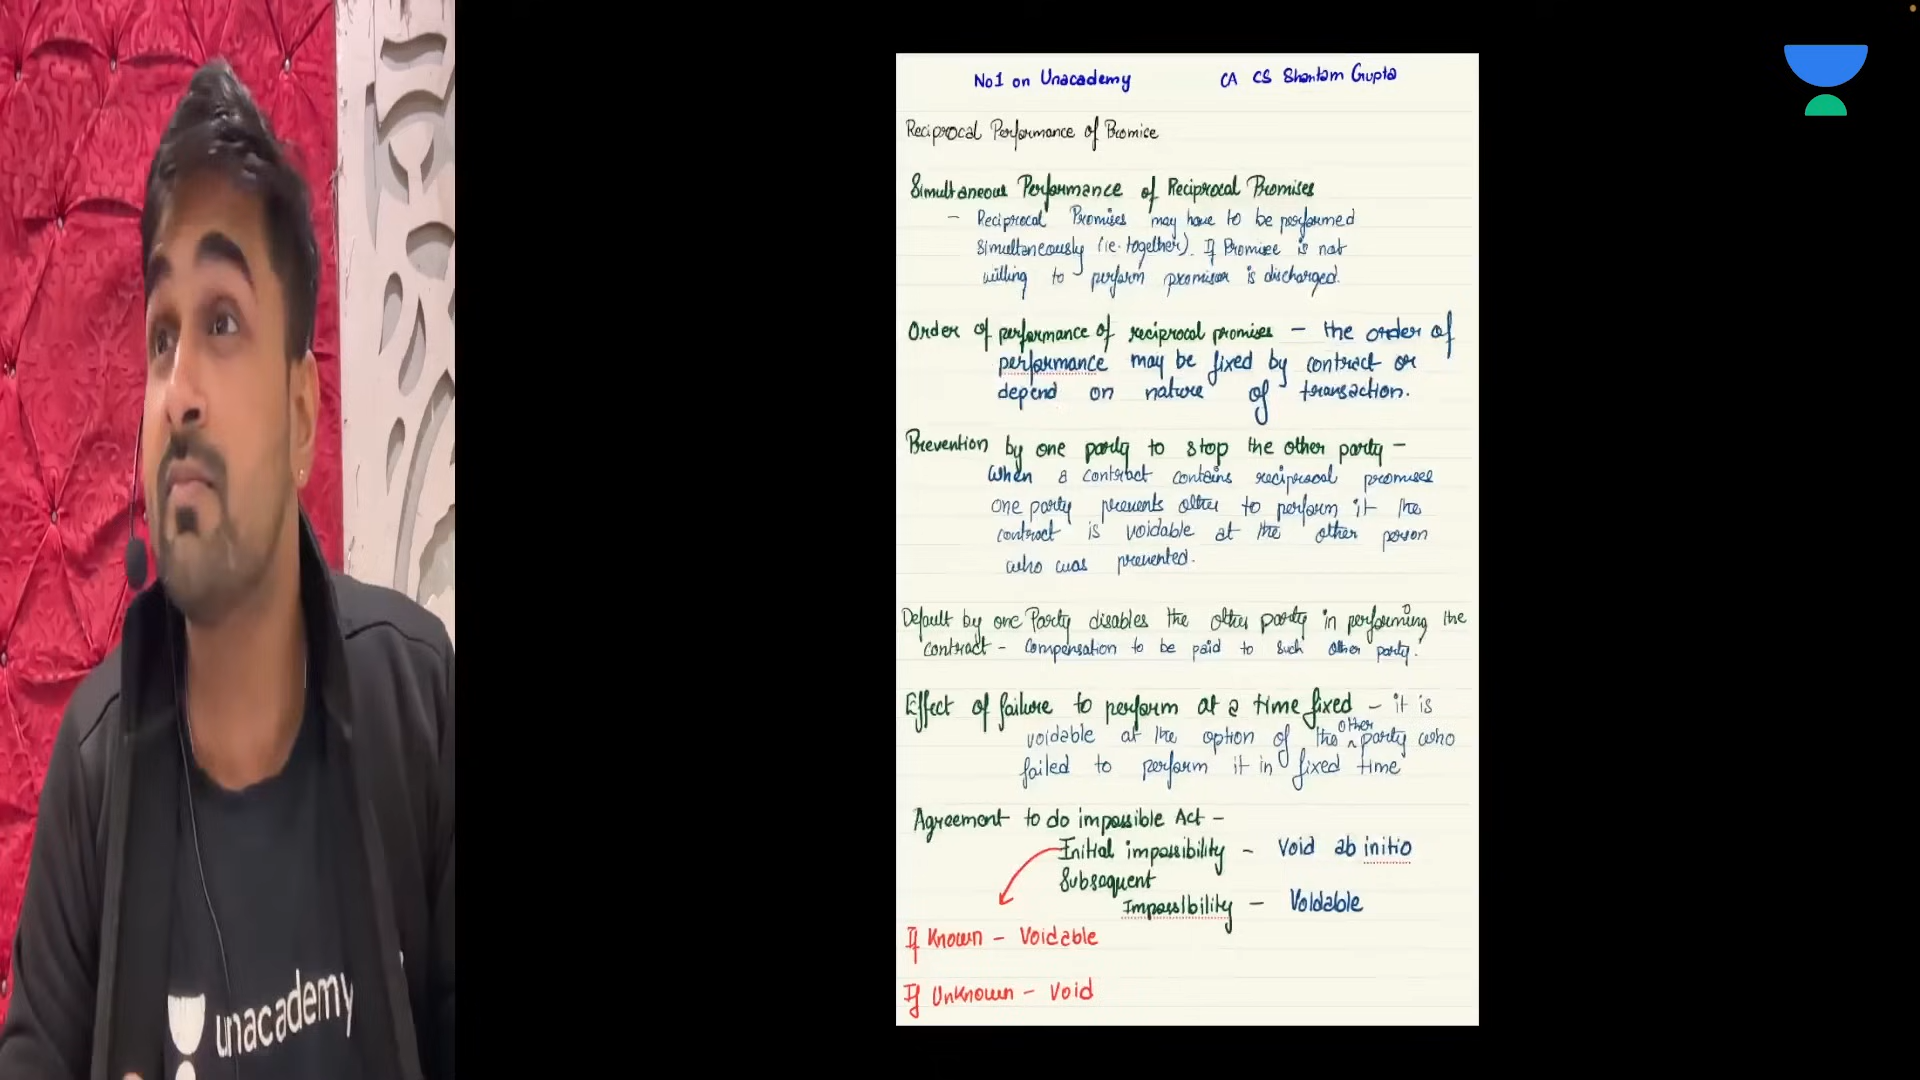 No1 on Unacademy CA CS Shantam Gupta
Reciprocal Performance of Promice
Simultaneous Performance of Reciprocal Promises
- Reciprocal Promises may have to be performed
simultaneously (ie. together). If Promisee is not
willing to perform promisor is discharged.
Order of performance of reciprocal promises - the order of
performance may be fixed by contract or
depend on nature of transaction.
Prevention by one party to stop the other party -
When a contract contains reciprocal promises
one party prevents other to perform it the
contract is voidable at the other person
who was prevented.
Default by one Party disables the other party in performing the
contract - Compensation to be paid to such other party.
Effect of failure to perform at a time fixed - it is
voidable at the option of the other party who
failed to perform it in fixed time
Agreement to do impossible Act -
Initial impossibility - Void ab initio
Subsequent
Impossibility - Voidable
If Known - Voidable
If Unknown - Void
unacademy